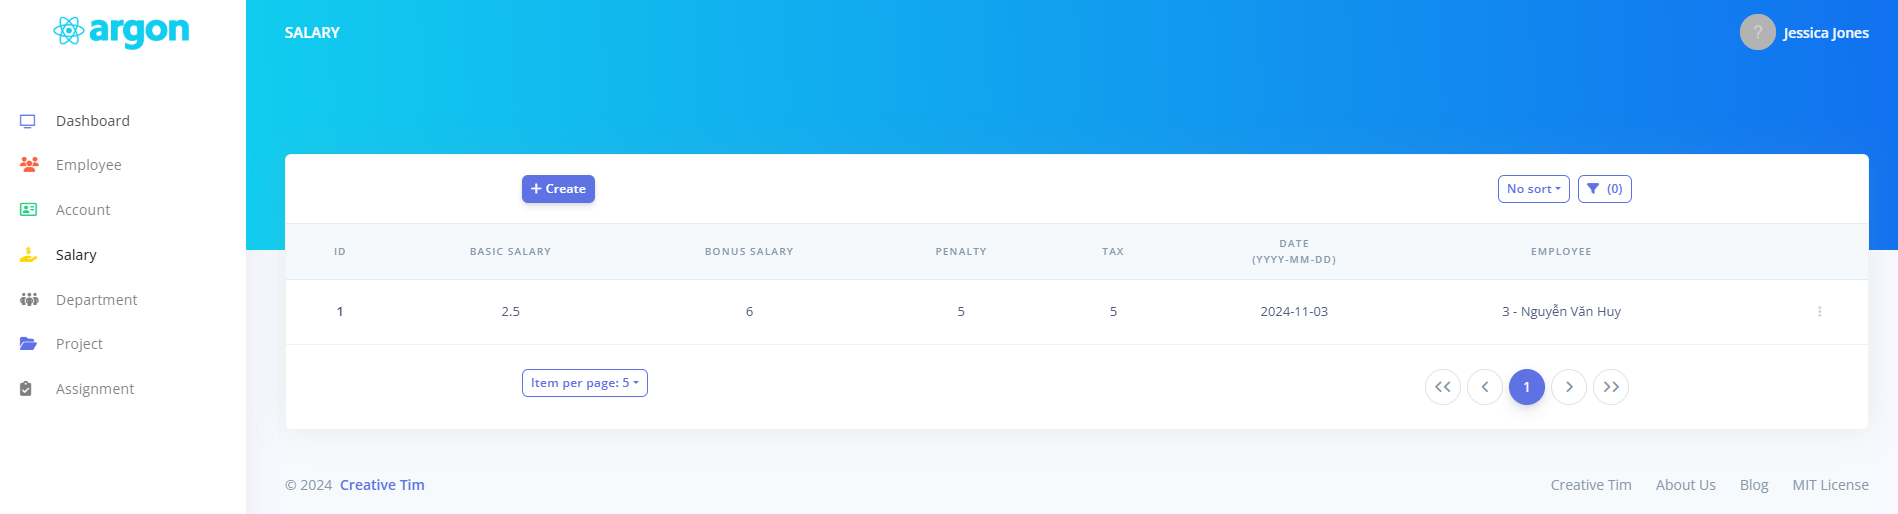 argon
SALARY
Jessica Jones
Dashboard
Employee
Account
Salary
Department
Project
Assignment
+ Create
No sort
(0)
ID BASIC SALARY BONUS SALARY PENALTY TAX DATE (YYYY-MM-DD) EMPLOYEE
1 2.5 6 5 5 2024-11-03 3 - Nguyễn Văn Huy
Item per page: 5
1
© 2024 Creative Tim
Creative Tim About Us Blog MIT License